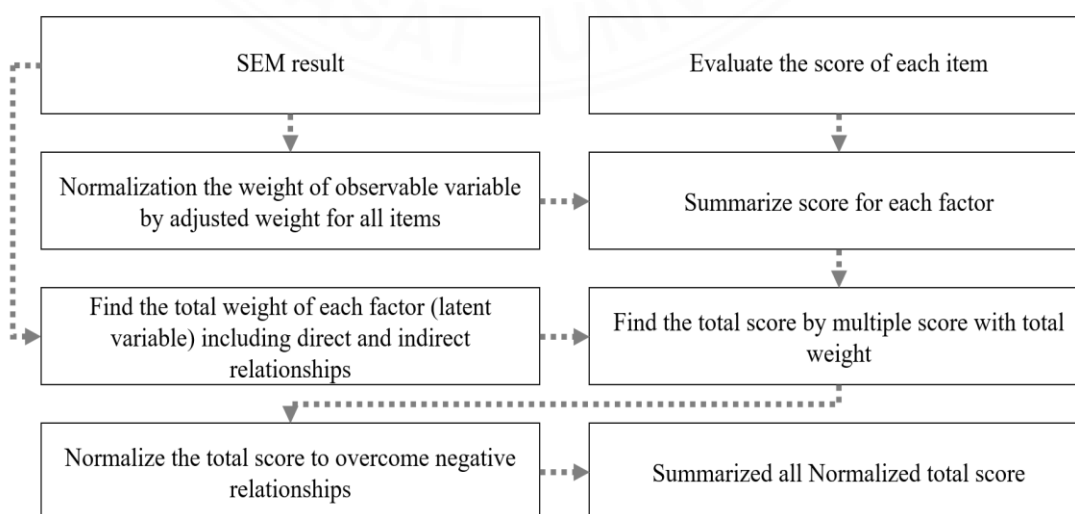 SEM result
Evaluate the score of each item
Normalization the weight of observable variable
by adjusted weight for all items
Summarize score for each factor
Find the total weight of each factor (latent
variable) including direct and indirect
relationships
Find the total score by multiple score with total
weight
Normalize the total score to overcome negative
relationships
Summarized all Normalized total score